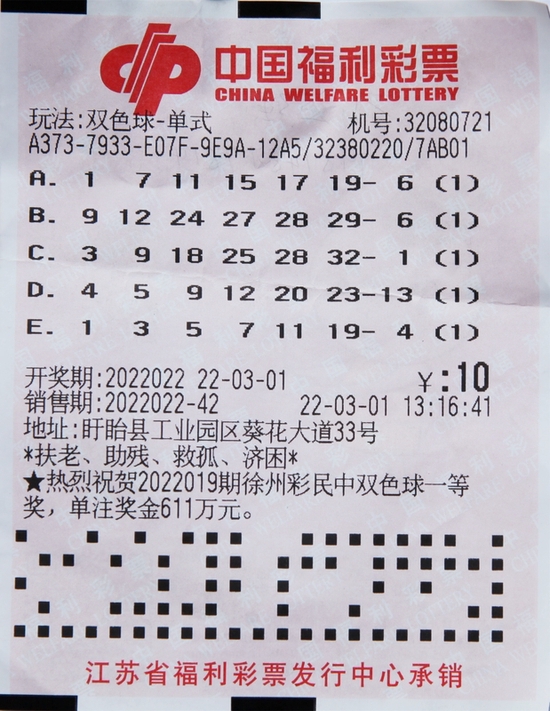 中国福利彩票
CHINA WELFARE LOTTERY
玩法:双色球-单式 机号:32080721
A373-7933-E07F-9E9A-12A5/32380220/7AB01
A. 1 7 11 15 17 19- 6 (1)
B. 9 12 24 27 28 29- 6 (1)
C. 3 9 18 25 28 32- 1 (1)
D. 4 5 9 12 20 23-13 (1)
E. 1 3 5 7 11 19- 4 (1)
开奖期:2022022 22-03-01 ¥:10
销售期:2022022-42 22-03-01 13:16:41
地址:盱眙县工业园区葵花大道33号
*扶老、助残、救孤、济困*
★热烈祝贺2022019期徐州彩民中双色球一等
奖，单注奖金611万元。
江苏省福利彩票发行中心承销